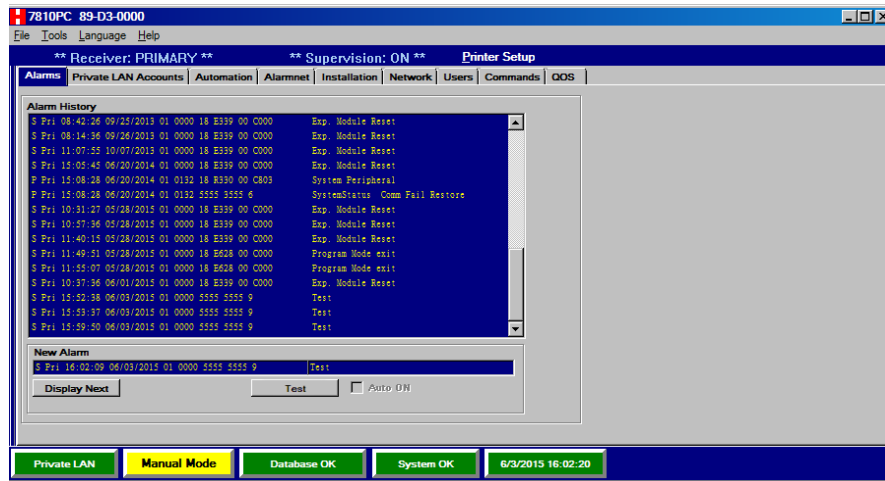 7810PC 89-D3-0000
File Tools Language Help
** Receiver: PRIMARY ** ** Supervision: ON ** Printer Setup
Alarms Private LAN Accounts Automation Alarmnet Installation Network Users Commands QOS
Alarm History
S Pri 08:42:26 09/25/2013 01 0000 18 E339 00 C000 Exp. Module Reset
S Pri 08:14:36 09/26/2013 01 0000 18 E339 00 C000 Exp. Module Reset
S Pri 11:07:55 10/07/2013 01 0000 18 E339 00 C000 Exp. Module Reset
S Pri 15:05:45 06/20/2014 01 0000 18 E339 00 C000 Exp. Module Reset
P Pri 15:08:28 06/20/2014 01 0132 18 R330 00 C803 System Peripheral
P Pri 15:08:28 06/20/2014 01 0132 5555 3555 6 SystemStatus Comm Fail Restore
S Pri 10:31:27 05/28/2015 01 0000 18 E339 00 C000 Exp. Module Reset
S Pri 10:57:36 05/28/2015 01 0000 18 E339 00 C000 Exp. Module Reset
S Pri 11:40:15 05/28/2015 01 0000 18 E339 00 C000 Exp. Module Reset
S Pri 11:49:51 05/28/2015 01 0000 18 E628 00 C000 Program Mode exit
S Pri 11:55:07 05/28/2015 01 0000 18 E628 00 C000 Program Mode exit
S Pri 10:37:36 06/01/2015 01 0000 18 E339 00 C000 Exp. Module Reset
S Pri 15:52:38 06/03/2015 01 0000 5555 5555 9 Test
S Pri 15:53:37 06/03/2015 01 0000 5555 5555 9 Test
S Pri 15:59:50 06/03/2015 01 0000 5555 5555 9 Test
New Alarm
S Pri 16:02:09 06/03/2015 01 0000 5555 5555 9 Test
Display Next Test Auto ON
Private LAN Manual Mode Database OK System OK 6/3/2015 16:02:20